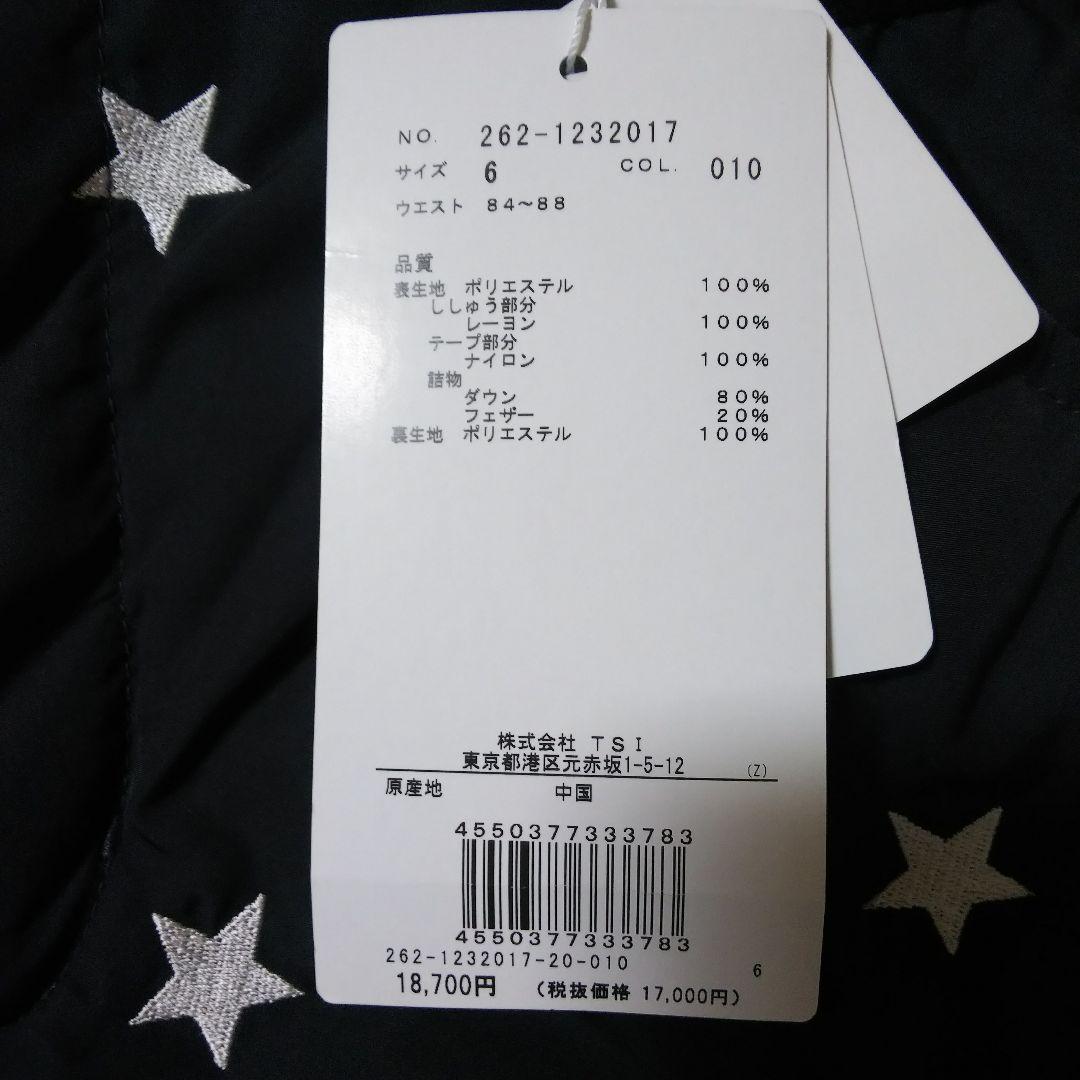 NO. 262-1232017
サイズ 6 COL. 010
ウエスト 84～88
品質
表生地 ポリエステル 100%
ししゅう部分
レーヨン 100%
テープ部分
ナイロン 100%
詰物
ダウン 80%
フェザー 20%
裏生地 ポリエステル 100%
株式会社 TSI
東京都港区元赤坂1-5-12 (Z)
原産地 中国
4550377333783
4550377333783
262-1232017-20-010 6
18,700円 (税抜価格 17,000円)